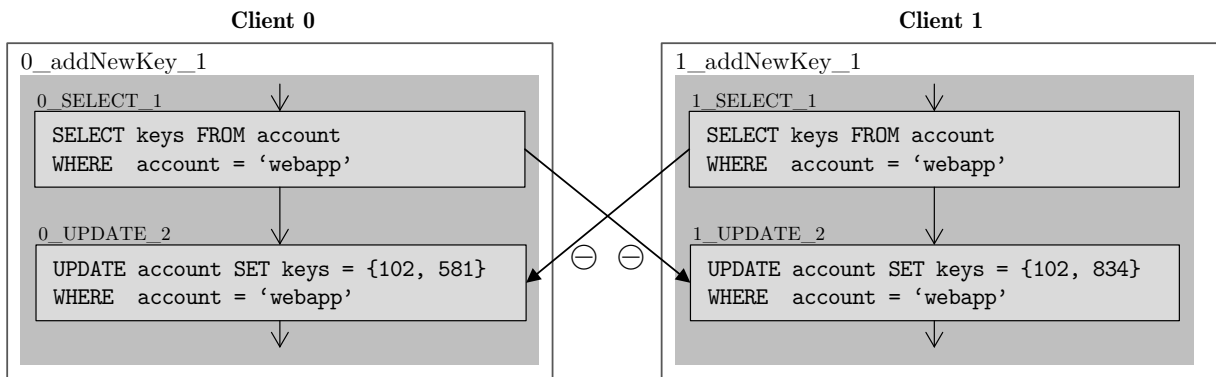 Client 0
0_addNewKey_1
0_SELECT_1
SELECT keys FROM account
WHERE account = ‘webapp’
0_UPDATE_2
UPDATE account SET keys = {102, 581}
WHERE account = ‘webapp’
Client 1
1_addNewKey_1
1_SELECT_1
SELECT keys FROM account
WHERE account = ‘webapp’
1_UPDATE_2
UPDATE account SET keys = {102, 834}
WHERE account = ‘webapp’
⊖ ⊖